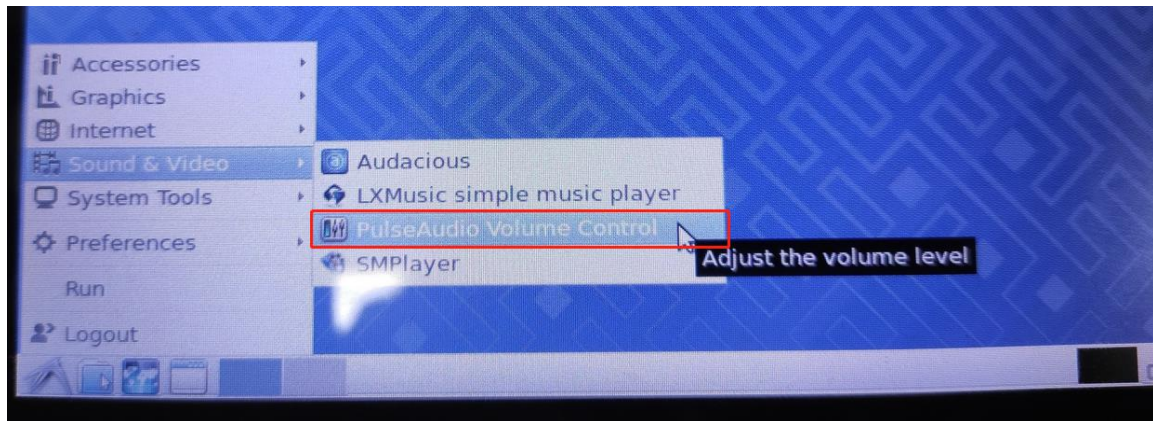 Accessories
Graphics
Internet
Sound & Video
System Tools
Preferences
Run
Logout
Audacious
LXMusic simple music player
PulseAudio Volume Control
SMPlayer
Adjust the volume level